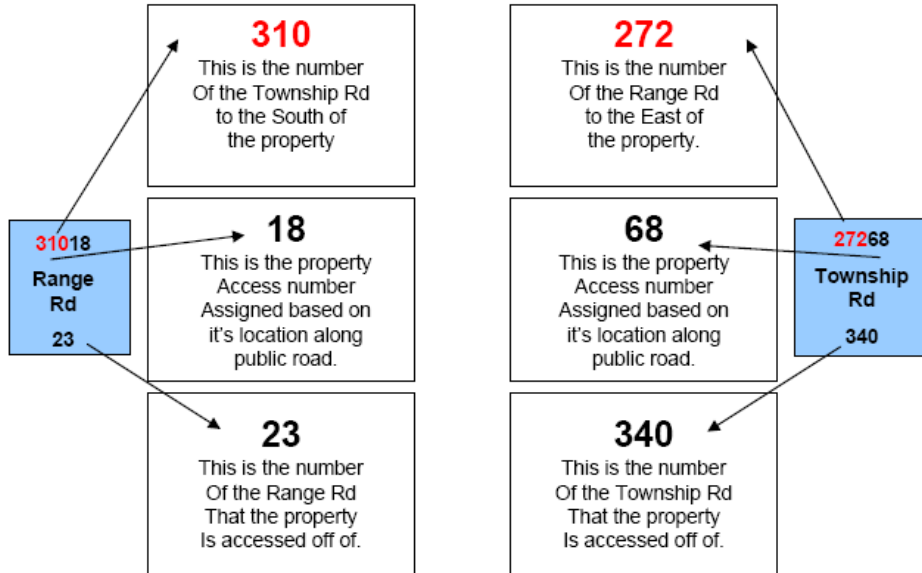 310
This is the number
Of the Township Rd
to the South of
the property
272
This is the number
Of the Range Rd
to the East of
the property.
31018
Range
Rd
23
18
This is the property
Access number
Assigned based on
it's location along
public road.
68
This is the property
Access number
Assigned based on
it's location along
public road.
27268
Township
Rd
340
23
This is the number
Of the Range Rd
That the property
Is accessed off of.
340
This is the number
Of the Township Rd
That the property
Is accessed off of.